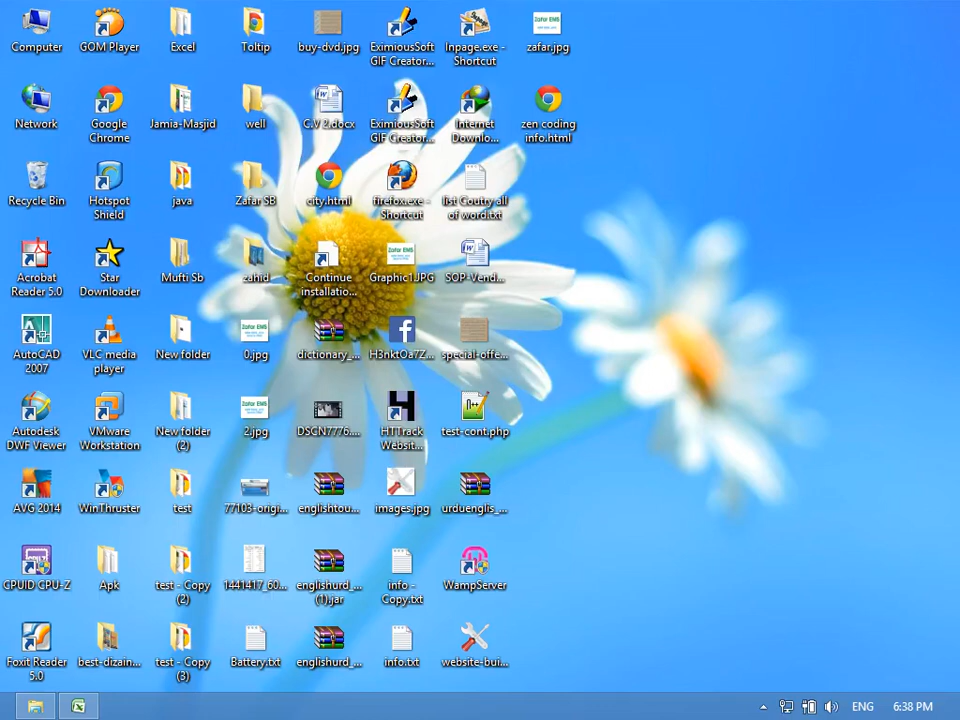 Computer
GOM Player
Excel
Toltip
buy-dvd.jpg
EximiousSoft
GIF Creator...
Inpage.exe -
Shortcut
zafar.jpg
Network
Google
Chrome
Jamia-Masjid
well
C.V 2.docx
EximiousSoft
GIF Creator...
Internet
Downlo...
zen coding
info.html
Recycle Bin
Hotspot
Shield
java
Zafar SB
city.html
firefox.exe -
Shortcut
list Coutry all
of word.txt
Acrobat
Reader 5.0
Star
Downloader
Mufti Sb
zahid
Continue
installatio...
Zafar EMS
Graphic1.JPG
SOP-Vend...
AutoCAD
2007
VLC media
player
New folder
Zafar EMS
0.jpg
dictionary_...
H3nktOa7Z...
special-offe...
Autodesk
DWF Viewer
VMware
Workstation
New folder
(2)
Zafar EMS
2.jpg
DSCN7776....
HTTrack
Websit...
test-cont.php
AVG 2014
WinThruster
test
77103-origi...
englishtou...
images.jpg
urduenglis_...
CPUID CPU-Z
Apk
test - Copy
(2)
1441417_60...
englishurd_...
(1).jar
info -
Copy.txt
WampServer
Foxit Reader
5.0
best-dizain...
test - Copy
(3)
Battery.txt
englishurd_...
info.txt
website-bui...
ENG
6:38 PM